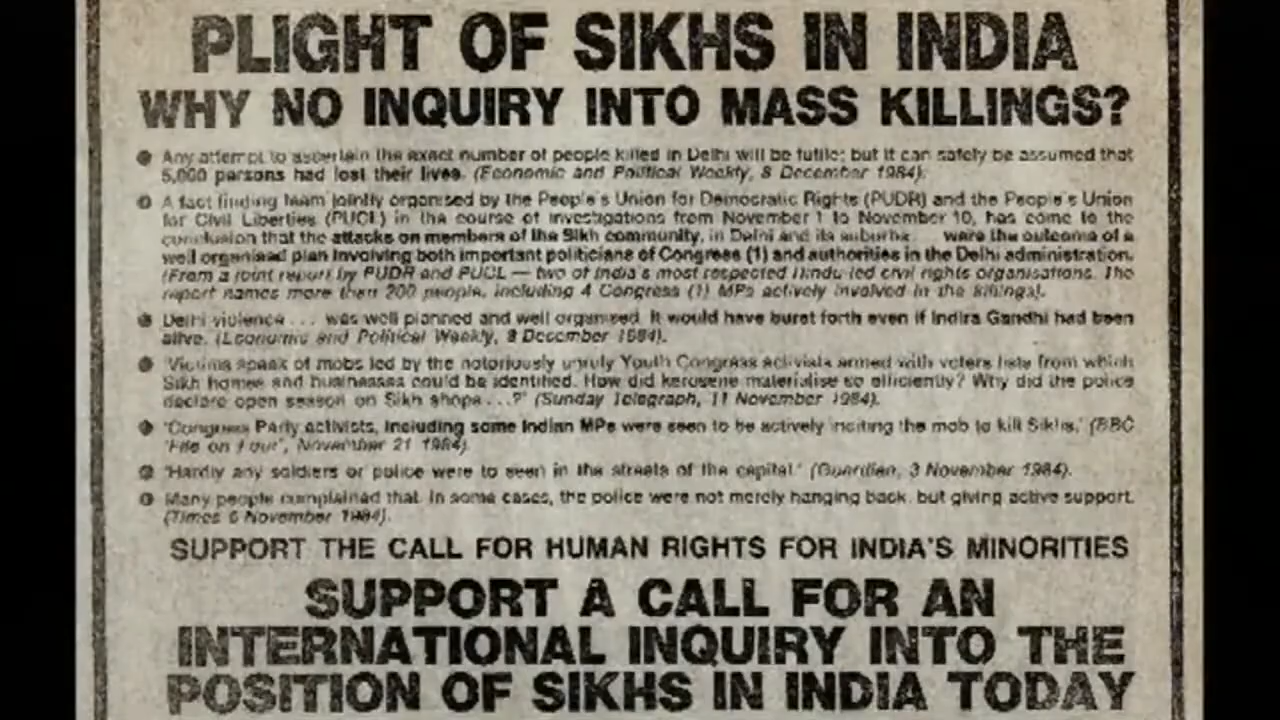 PLIGHT OF SIKHS IN INDIA
WHY NO INQUIRY INTO MASS KILLINGS?
Any attempt to ascertain the exact number of people killed in Delhi will be futile; but it can safely be assumed that
5,000 persons had lost their lives. (Economic and Political Weekly, 8 December 1984).
A fact finding team jointly organised by the People's Union for Democratic Rights (PUDR) and the People's Union
for Civil Liberties (PUCL) in the course of investigations from November 1 to November 10, has come to the
conclusion that the attacks on members of the Sikh community, in Delhi and its suburbs ... were the outcome of a
well organised plan involving both important politicians of Congress (1) and authorities in the Delhi administration.
(From a joint report by PUDR and PUCL — two of India's most respected Hindu led civil rights organisations. The
report names more than 200 people, including 4 Congress (1) MPs actively involved in the killings).
Delhi violence ... was well planned and well organised. It would have burst forth even if Indira Gandhi had been
alive. (Economic and Political Weekly, 8 December 1984).
'Victims speak of mobs led by the notoriously unruly Youth Congress activists armed with voters lists from which
Sikh homes and businesses could be identified. How did kerosene materialise so efficiently? Why did the police
declare open season on Sikh shops ...?' (Sunday Telegraph, 11 November 1984).
'Congress Party activists, including some Indian MPs were seen to be actively inciting the mob to kill Sikhs.' (BBC
'File on Four', November 21 1984).
'Hardly any soldiers or police were to seen in the streets of the capital.' (Guardian, 3 November 1984).
Many people complained that. In some cases, the police were not merely hanging back, but giving active support.
(Times 6 November 1984).
SUPPORT THE CALL FOR HUMAN RIGHTS FOR INDIA'S MINORITIES
SUPPORT A CALL FOR AN
INTERNATIONAL INQUIRY INTO THE
POSITION OF SIKHS IN INDIA TODAY